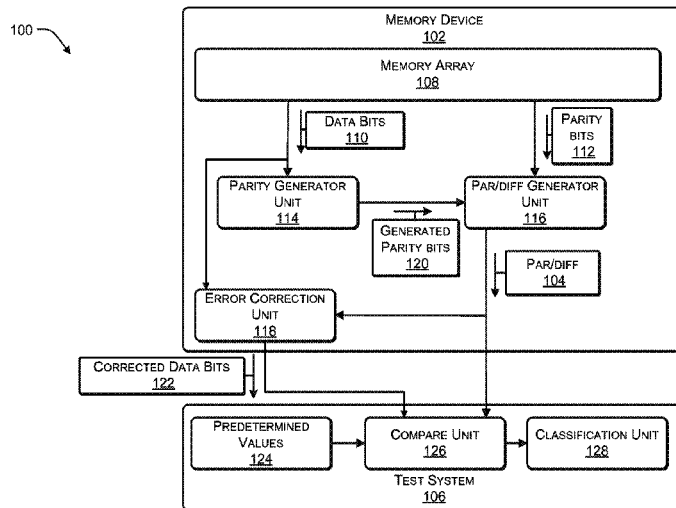 100
MEMORY DEVICE
102
MEMORY ARRAY
108
DATA BITS
110
PARITY
BITS
112
PARITY GENERATOR
UNIT
114
PAR/DIFF GENERATOR
UNIT
116
GENERATED
PARITY BITS
120
PAR/DIFF
104
ERROR CORRECTION
UNIT
118
CORRECTED DATA BITS
122
PREDETERMINED
VALUES
124
COMPARE UNIT
126
CLASSIFICATION UNIT
128
TEST SYSTEM
106